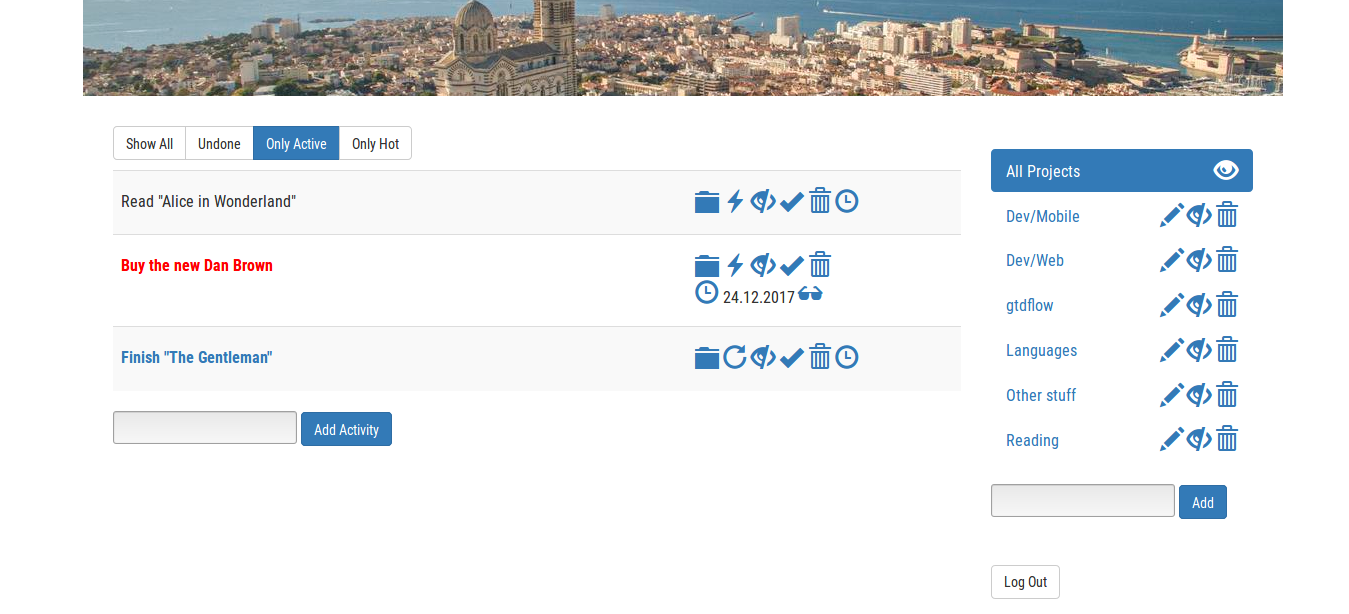 Show All Undone Only Active Only Hot
Read "Alice in Wonderland"
Buy the new Dan Brown
24.12.2017
Finish "The Gentleman"
Add Activity
All Projects
Dev/Mobile
Dev/Web
gtdflow
Languages
Other stuff
Reading
Add
Log Out